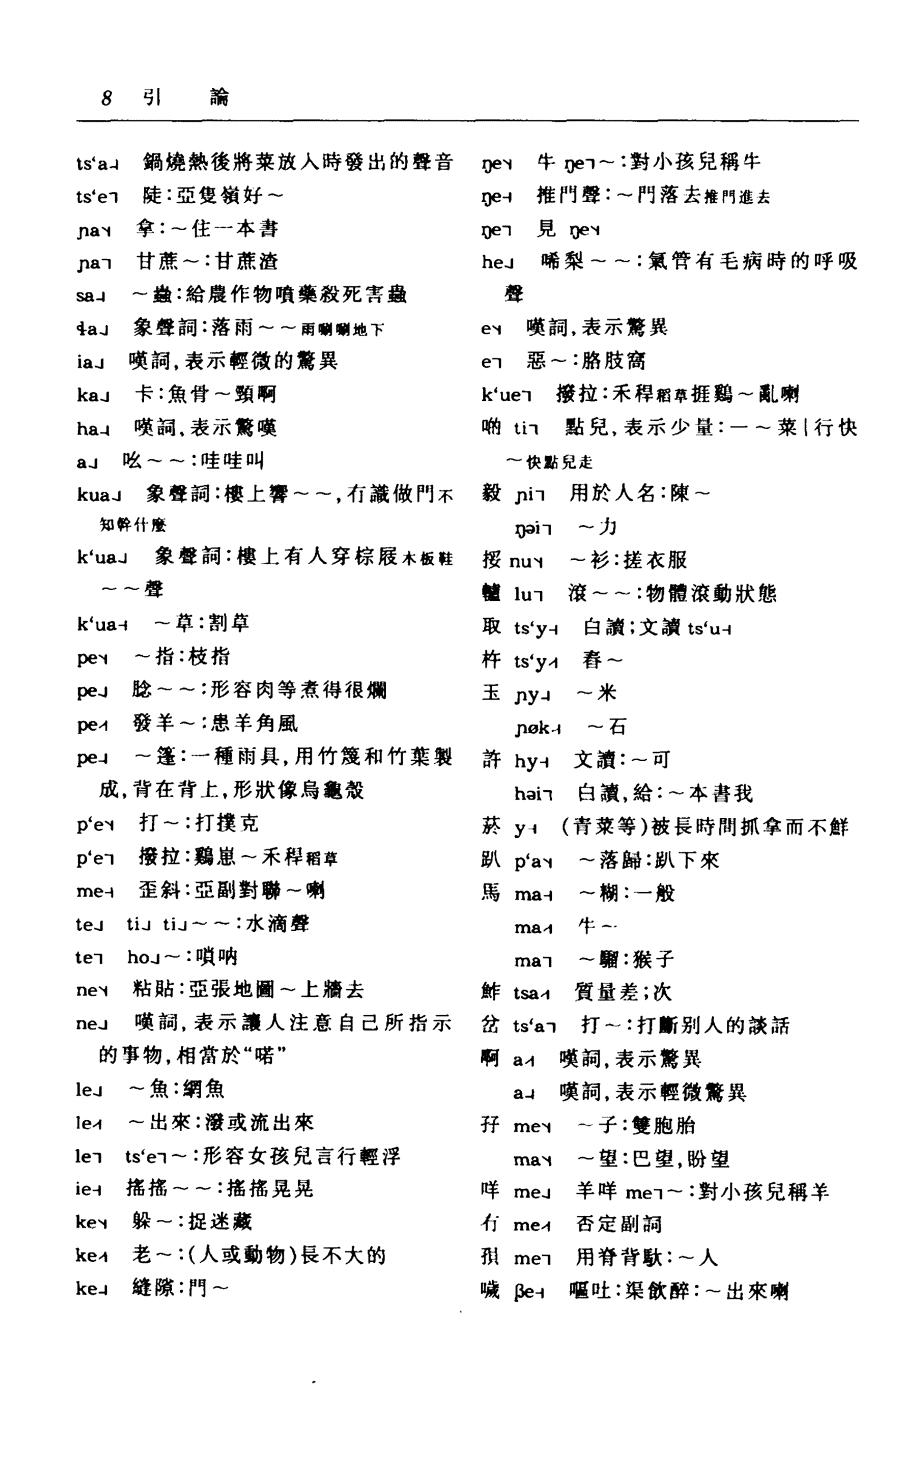 8 引 論
tsʻa˨ 鍋燒熱後將菜放入時發出的聲音
tsʻe˥ 陡:亞隻嶺好～
ɲa˦ 拿:～住一本書
ɲa˥ 甘蔗～:甘蔗渣
sa˨ ～蟲:給農作物噴藥殺死害蟲
ɬa˩ 象聲詞:落雨～～雨唰唰地下
ia˩ 嘆詞,表示輕微的驚異
ka˩ 卡:魚骨～頸啊
ha˨ 嘆詞,表示驚嘆
a˩ 吆～～:哇哇叫
kua˩ 象聲詞:樓上響～～,冇識做門不
知幹什麼
kʻua˩ 象聲詞:樓上有人穿棕屐木板鞋
～～聲
kʻua˧ ～草:割草
pe ～指:枝指
pe˩ 腍～～:形容肉等煮得很爛
pe 發羊～:患羊角風
pe˨ ～篷:一種雨具,用竹篾和竹葉製
成,背在背上,形狀像烏龜殼
pʻe 打～:打撲克
pʻe˥ 撥拉:鷄崽～禾稈稻草
me˧ 歪斜:亞副對聯～喇
te˩ ti˩ ti˩～～:水滴聲
te˥ ho˩～:嗩呐
ne 粘貼:亞張地圖～上牆去
ne˩ 嘆詞,表示讓人注意自己所指示
的事物,相當於“喏”
le˩ ～魚:網魚
le ～出來:潑或流出來
le˥ tsʻe˥～:形容女孩兒言行輕浮
ie˧ 搖搖～～:搖搖晃晃
ke 躲～:捉迷藏
ke 老～:(人或動物)長不大的
ke˨ 縫隙:門～
ŋe 牛 ŋe˥～:對小孩兒稱牛
ŋe˧ 推門聲:～門落去推門進去
ŋe˥ 見 ŋe
he˩ 唏梨～～:氣管有毛病時的呼吸
聲
e 嘆詞,表示驚異
e˥ 惡～:胳肢窩
kʻue˥ 撥拉:禾稈稻草捱鷄～亂喇
啲 ti˥ 點兒,表示少量:一～菜|行快
～快點兒走
毅 ɲi˥ 用於人名:陳～
ŋəi˥ ～力
挼 nu ～衫:搓衣服
lu˥ 滾～～:物體滾動狀態
取 tsʻy˧ 白讀;文讀 tsʻu˧
杵 tsʻy 舂～
玉 ɲy˨ ～米
ɲøk ～石
許 hy˧ 文讀:～可
həi˥ 白讀,給:～本書我
菸 y˧ (青菜等)被長時間抓拿而不鮮
趴 pʻa ～落歸:趴下來
馬 ma˧ ～糊:一般
ma 牛～
ma˥ ～騮:猴子
鮓 tsa 質量差;次
岔 tsʻa˥ 打～:打斷別人的談話
啊 a 嘆詞,表示驚異
a˨ 嘆詞,表示輕微驚異
孖 me ～子:雙胞胎
ma ～望:巴望,盼望
咩 me˩ 羊咩 me˥～:對小孩兒稱羊
冇 me 否定副詞
孭 me˥ 用脊背馱:～人
噦 βe˧ 嘔吐:渠飲醉:～出來喇